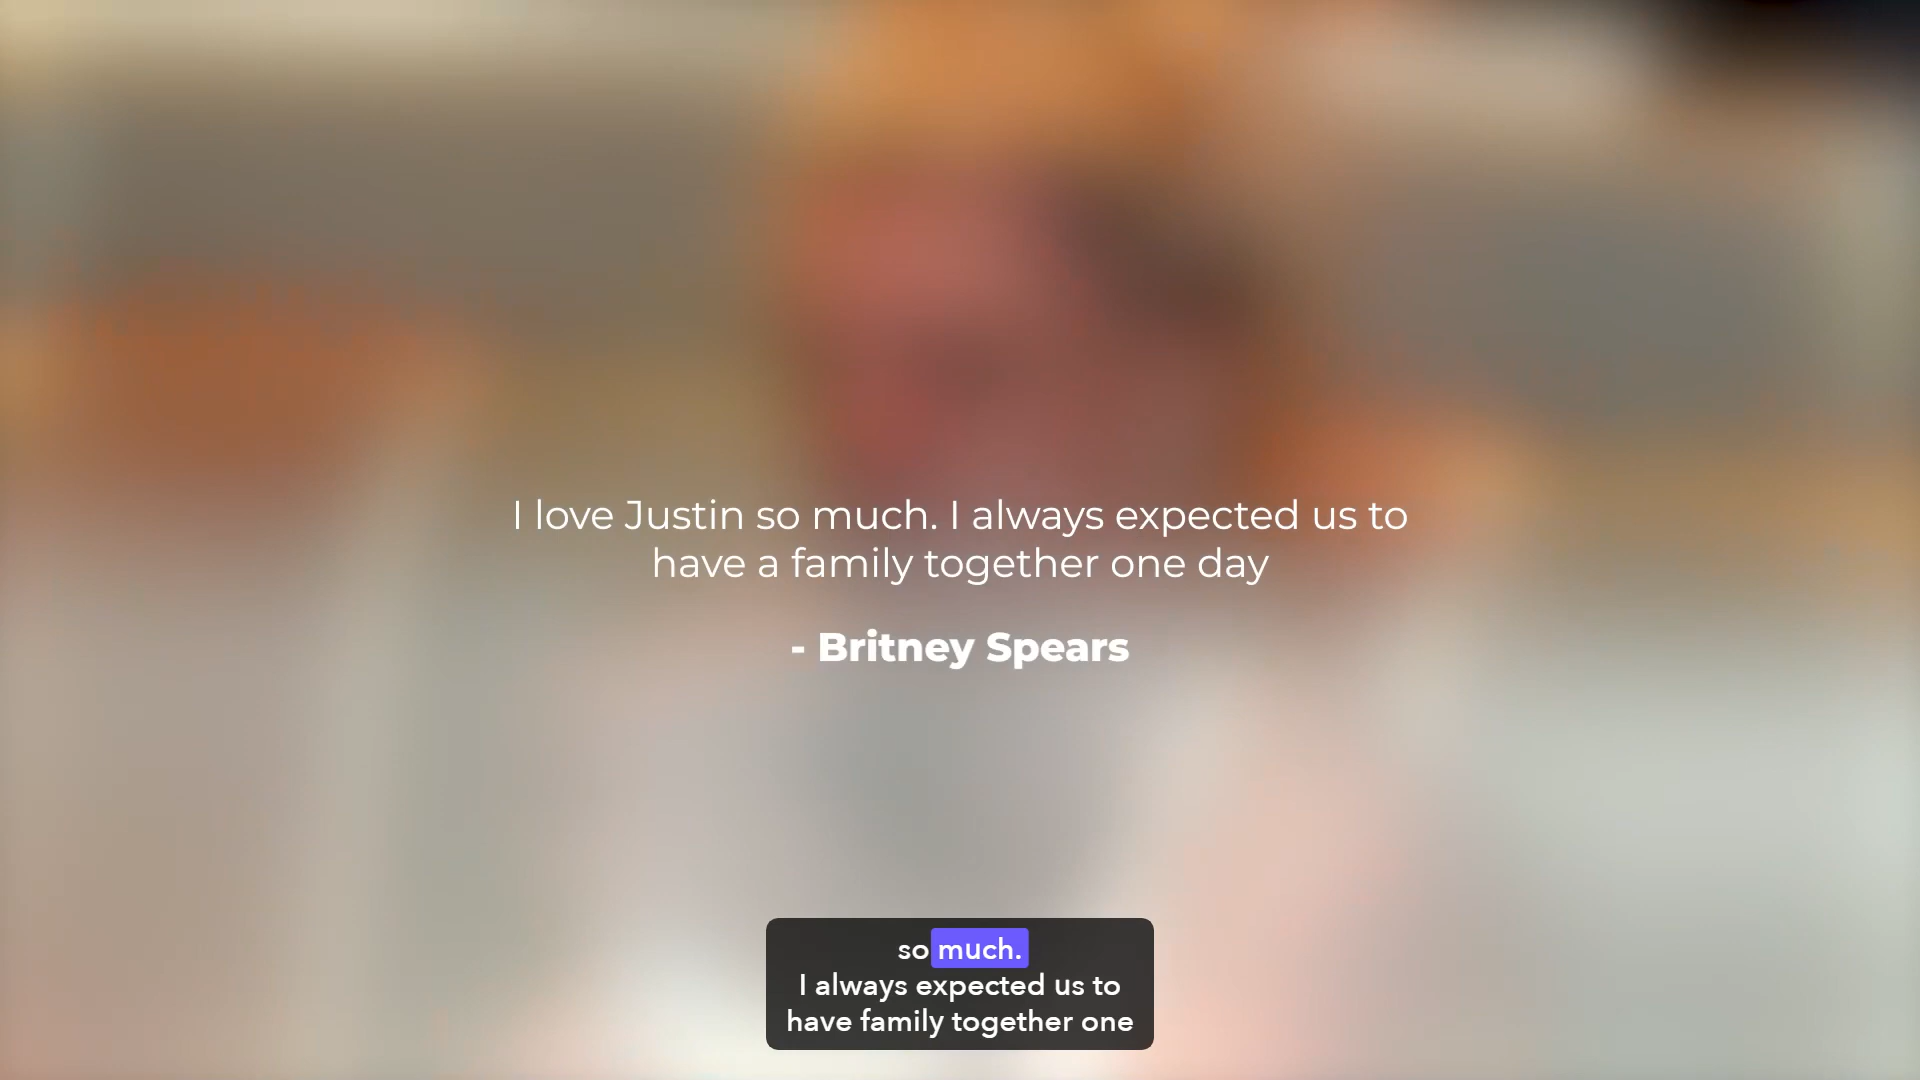 I love Justin so much. I always expected us to
have a family together one day
- Britney Spears
so much.
I always expected us to
have family together one